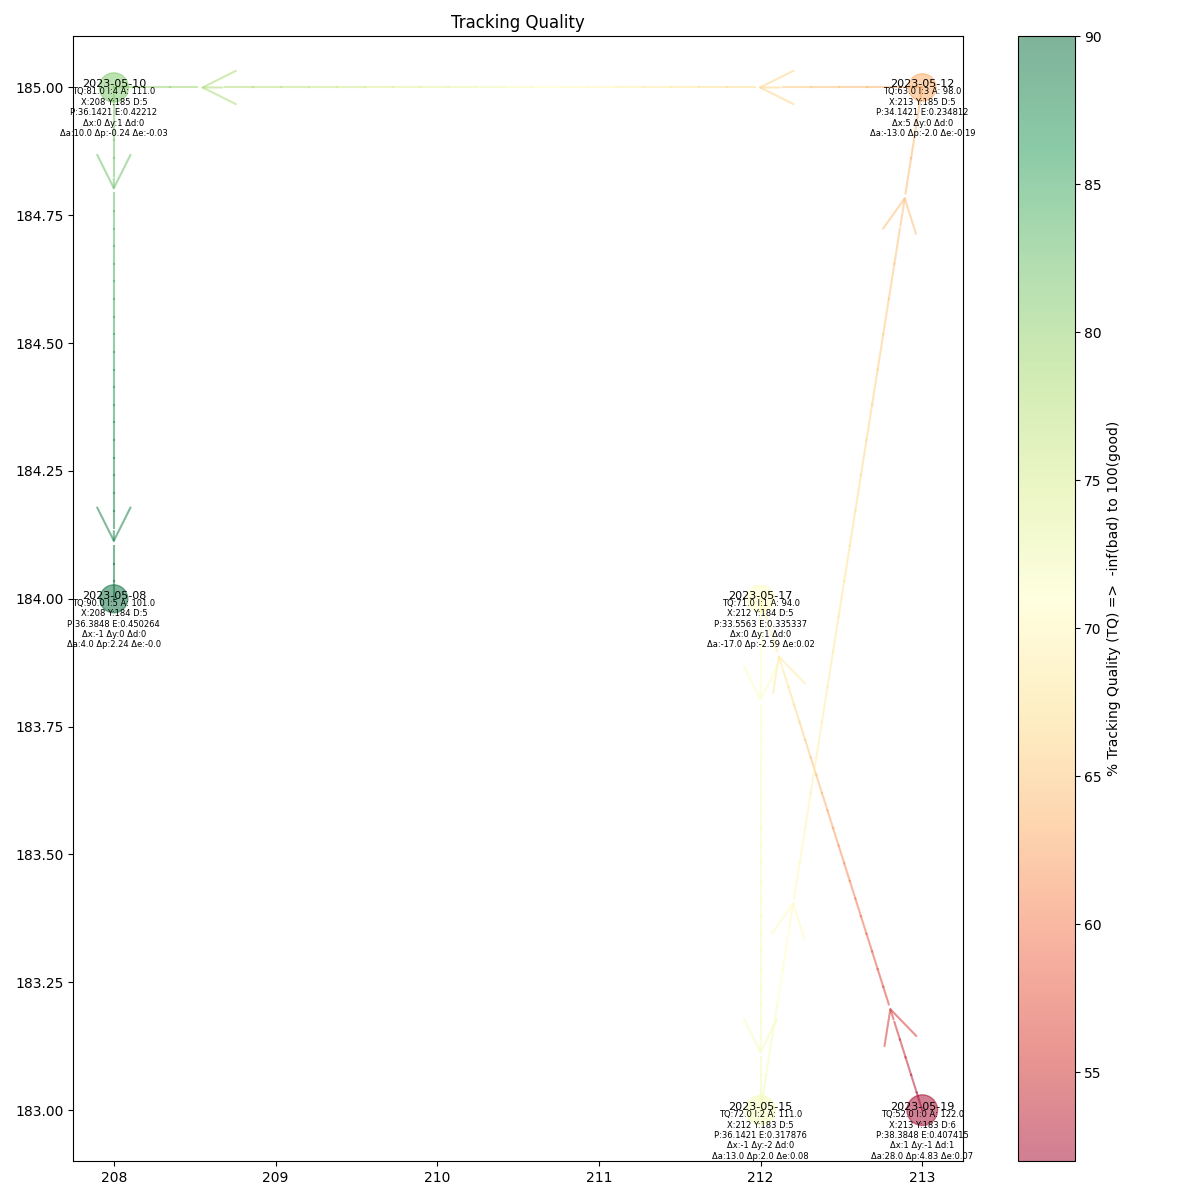 Tracking Quality
2023-05-10
TQ:81.0 I:4 A: 111.0
X:208 Y:185 D:5
P:36.1421 E:0.42212
Δx:0 Δy:1 Δd:0
Δa:10.0 Δp:-0.24 Δe:-0.03
2023-05-12
TQ:63.0 I:3 A: 98.0
X:213 Y:185 D:5
P:34.1421 E:0.234812
Δx:5 Δy:0 Δd:0
Δa:-13.0 Δp:-2.0 Δe:-0.19
2023-05-08
TQ:90.0 I:5 A: 101.0
X:208 Y:184 D:5
P:36.3848 E:0.450264
Δx:-1 Δy:0 Δd:0
Δa:4.0 Δp:2.24 Δe:-0.0
2023-05-17
TQ:71.0 I:1 A: 94.0
X:212 Y:184 D:5
P:33.5563 E:0.335337
Δx:0 Δy:1 Δd:0
Δa:-17.0 Δp:-2.59 Δe:0.02
2023-05-15
TQ:72.0 I:2 A: 111.0
X:212 Y:183 D:5
P:36.1421 E:0.317876
Δx:-1 Δy:-2 Δd:0
Δa:13.0 Δp:2.0 Δe:0.08
2023-05-19
TQ:52.0 I:0 A: 122.0
X:213 Y:183 D:6
P:38.3848 E:0.407415
Δx:1 Δy:-1 Δd:1
Δa:28.0 Δp:4.83 Δe:0.07
185.00
184.75
184.50
184.25
184.00
183.75
183.50
183.25
183.00
208
209
210
211
212
213
90
85
80
75
70
65
60
55
% Tracking Quality (TQ) =>  -inf(bad) to 100(good)